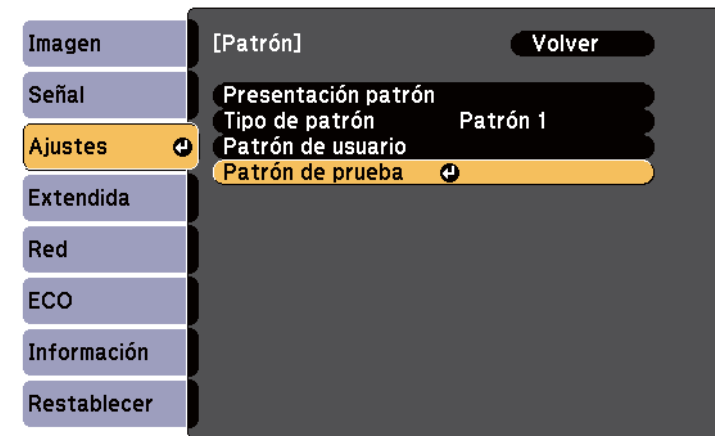 Imagen
Señal
Ajustes
Extendida
Red
ECO
Información
Restablecer
[Patrón] Volver
Presentación patrón
Tipo de patrón Patrón 1
Patrón de usuario
Patrón de prueba